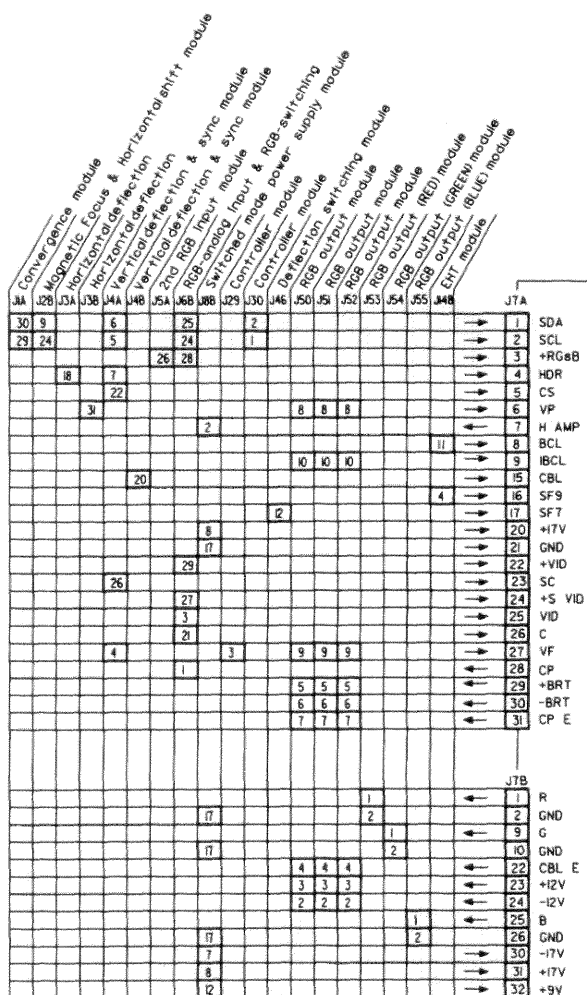 Convergence module
Magnetic Focus & Horizontal shift module
Horizontal deflection
Horizontal deflection
Vertical deflection & sync module
Vertical deflection & sync module
2nd RGB Input module
RGB-analog Input & RGB-switching
Switched mode power supply module
Controller module
Controller module
Deflection switching module
RGB output module
RGB output module
RGB output module
RGB output (RED) module
RGB output (GREEN) module
RGB output (BLUE) module
EHT module
J1A J2B J3A J3B J4A J4B J5A J6B J8B J29 J30 J46 J50 J51 J52 J53 J54 J55 J14B J7A
30 9 6 25 2 → 1 SDA
29 24 5 24 1 → 2 SCL
26 28 → 3 +RGsB
18 7 → 4 HDR
22 → 5 CS
31 8 8 8 → 6 VP
2 ← 7 H AMP
11 → 8 BCL
10 10 10 → 9 IBCL
20 → 15 CBL
4 → 16 SF9
12 → 17 SF7
8 → 20 +17V
17 → 21 GND
29 → 22 +VID
26 → 23 SC
27 → 24 +S VID
3 → 25 VID
21 → 26 C
4 3 9 9 9 → 27 VF
1 ← 28 CP
5 5 5 ← 29 +BRT
6 6 6 ← 30 -BRT
7 7 7 ← 31 CP E
J7B
1 ← 1 R
17 2 2 GND
1 ← 9 G
17 2 10 GND
4 4 4 ← 22 CBL E
3 3 3 ← 23 +12V
2 2 2 ← 24 -12V
1 ← 25 B
17 2 26 GND
7 → 30 -17V
8 → 31 +17V
12 → 32 +9V